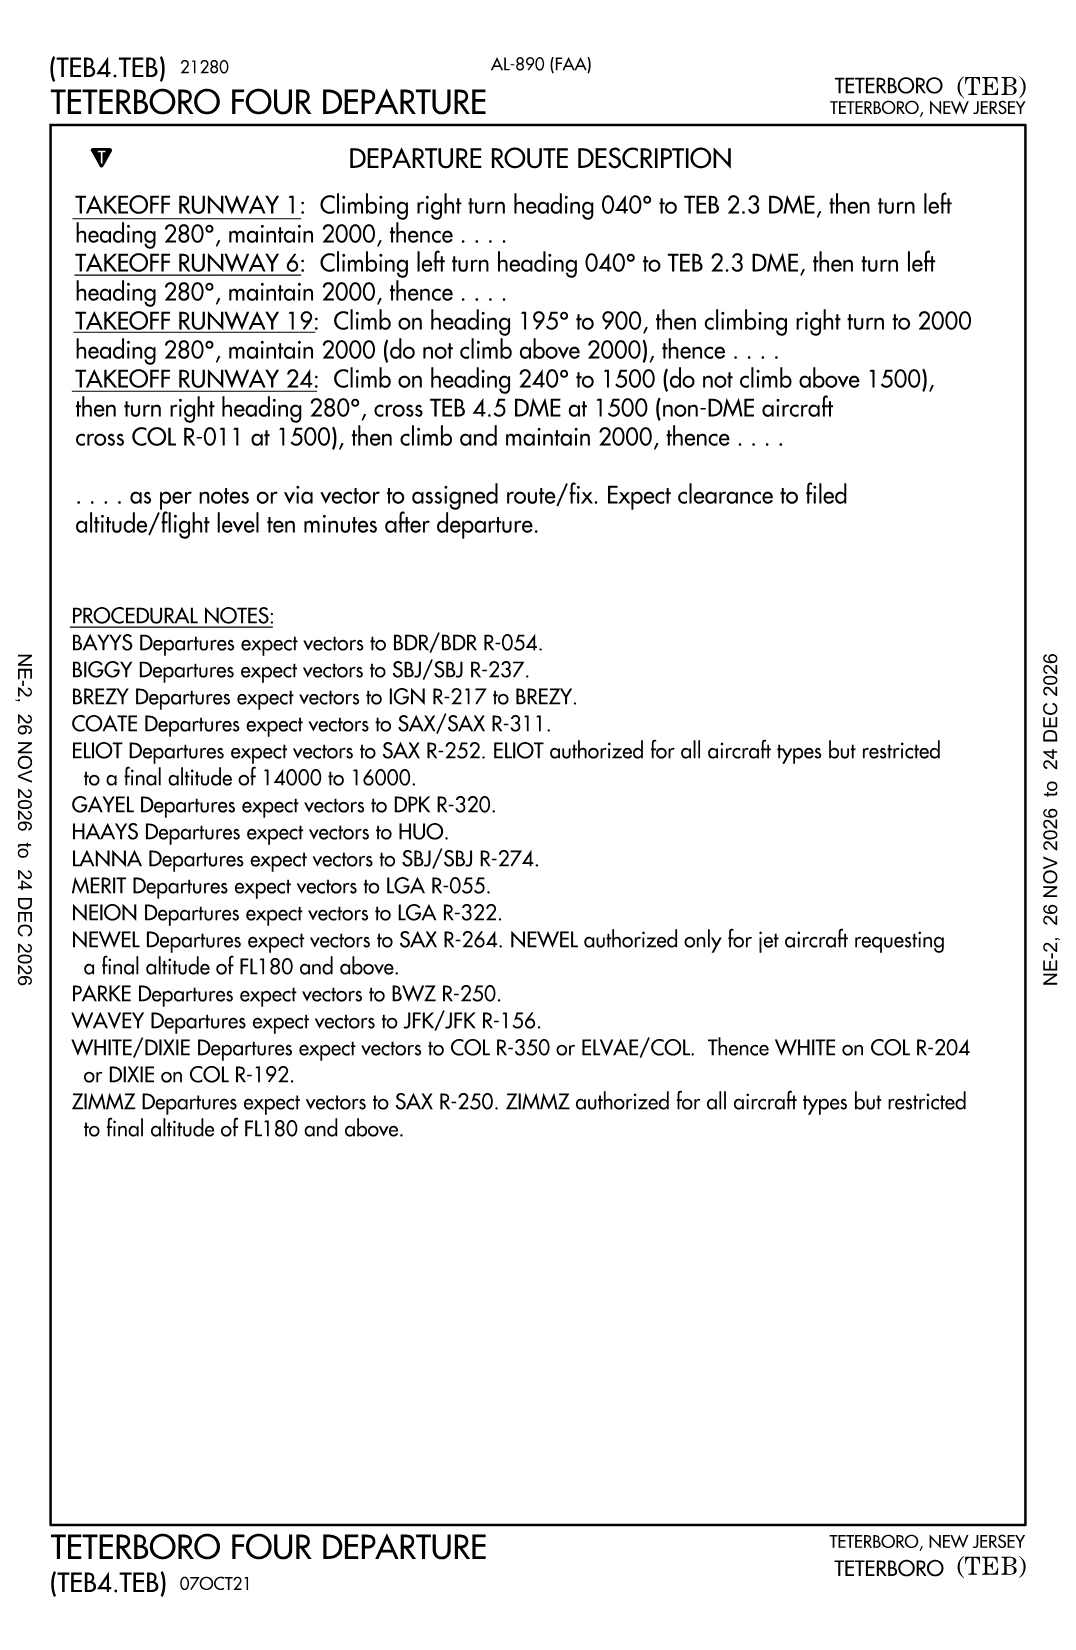 (TEB4.TEB) 21280
AL-890 (FAA)
TETERBORO FOUR DEPARTURE
TETERBORO (TEB)
TETERBORO, NEW JERSEY
T
DEPARTURE ROUTE DESCRIPTION
TAKEOFF RUNWAY 1: Climbing right turn heading 040° to TEB 2.3 DME, then turn left
heading 280°, maintain 2000, thence . . . .
TAKEOFF RUNWAY 6: Climbing left turn heading 040° to TEB 2.3 DME, then turn left
heading 280°, maintain 2000, thence . . . .
TAKEOFF RUNWAY 19: Climb on heading 195° to 900, then climbing right turn to 2000
heading 280°, maintain 2000 (do not climb above 2000), thence . . . .
TAKEOFF RUNWAY 24: Climb on heading 240° to 1500 (do not climb above 1500),
then turn right heading 280°, cross TEB 4.5 DME at 1500 (non-DME aircraft
cross COL R-011 at 1500), then climb and maintain 2000, thence . . . .
. . . . as per notes or via vector to assigned route/fix. Expect clearance to filed
altitude/flight level ten minutes after departure.
PROCEDURAL NOTES:
BAYYS Departures expect vectors to BDR/BDR R-054.
BIGGY Departures expect vectors to SBJ/SBJ R-237.
BREZY Departures expect vectors to IGN R-217 to BREZY.
COATE Departures expect vectors to SAX/SAX R-311.
ELIOT Departures expect vectors to SAX R-252. ELIOT authorized for all aircraft types but restricted
to a final altitude of 14000 to 16000.
GAYEL Departures expect vectors to DPK R-320.
HAAYS Departures expect vectors to HUO.
LANNA Departures expect vectors to SBJ/SBJ R-274.
MERIT Departures expect vectors to LGA R-055.
NEION Departures expect vectors to LGA R-322.
NEWEL Departures expect vectors to SAX R-264. NEWEL authorized only for jet aircraft requesting
a final altitude of FL180 and above.
PARKE Departures expect vectors to BWZ R-250.
WAVEY Departures expect vectors to JFK/JFK R-156.
WHITE/DIXIE Departures expect vectors to COL R-350 or ELVAE/COL. Thence WHITE on COL R-204
or DIXIE on COL R-192.
ZIMMZ Departures expect vectors to SAX R-250. ZIMMZ authorized for all aircraft types but restricted
to final altitude of FL180 and above.
NE-2, 26 NOV 2026 to 24 DEC 2026
NE-2, 26 NOV 2026 to 24 DEC 2026
TETERBORO FOUR DEPARTURE
(TEB4.TEB) 07OCT21
TETERBORO, NEW JERSEY
TETERBORO (TEB)